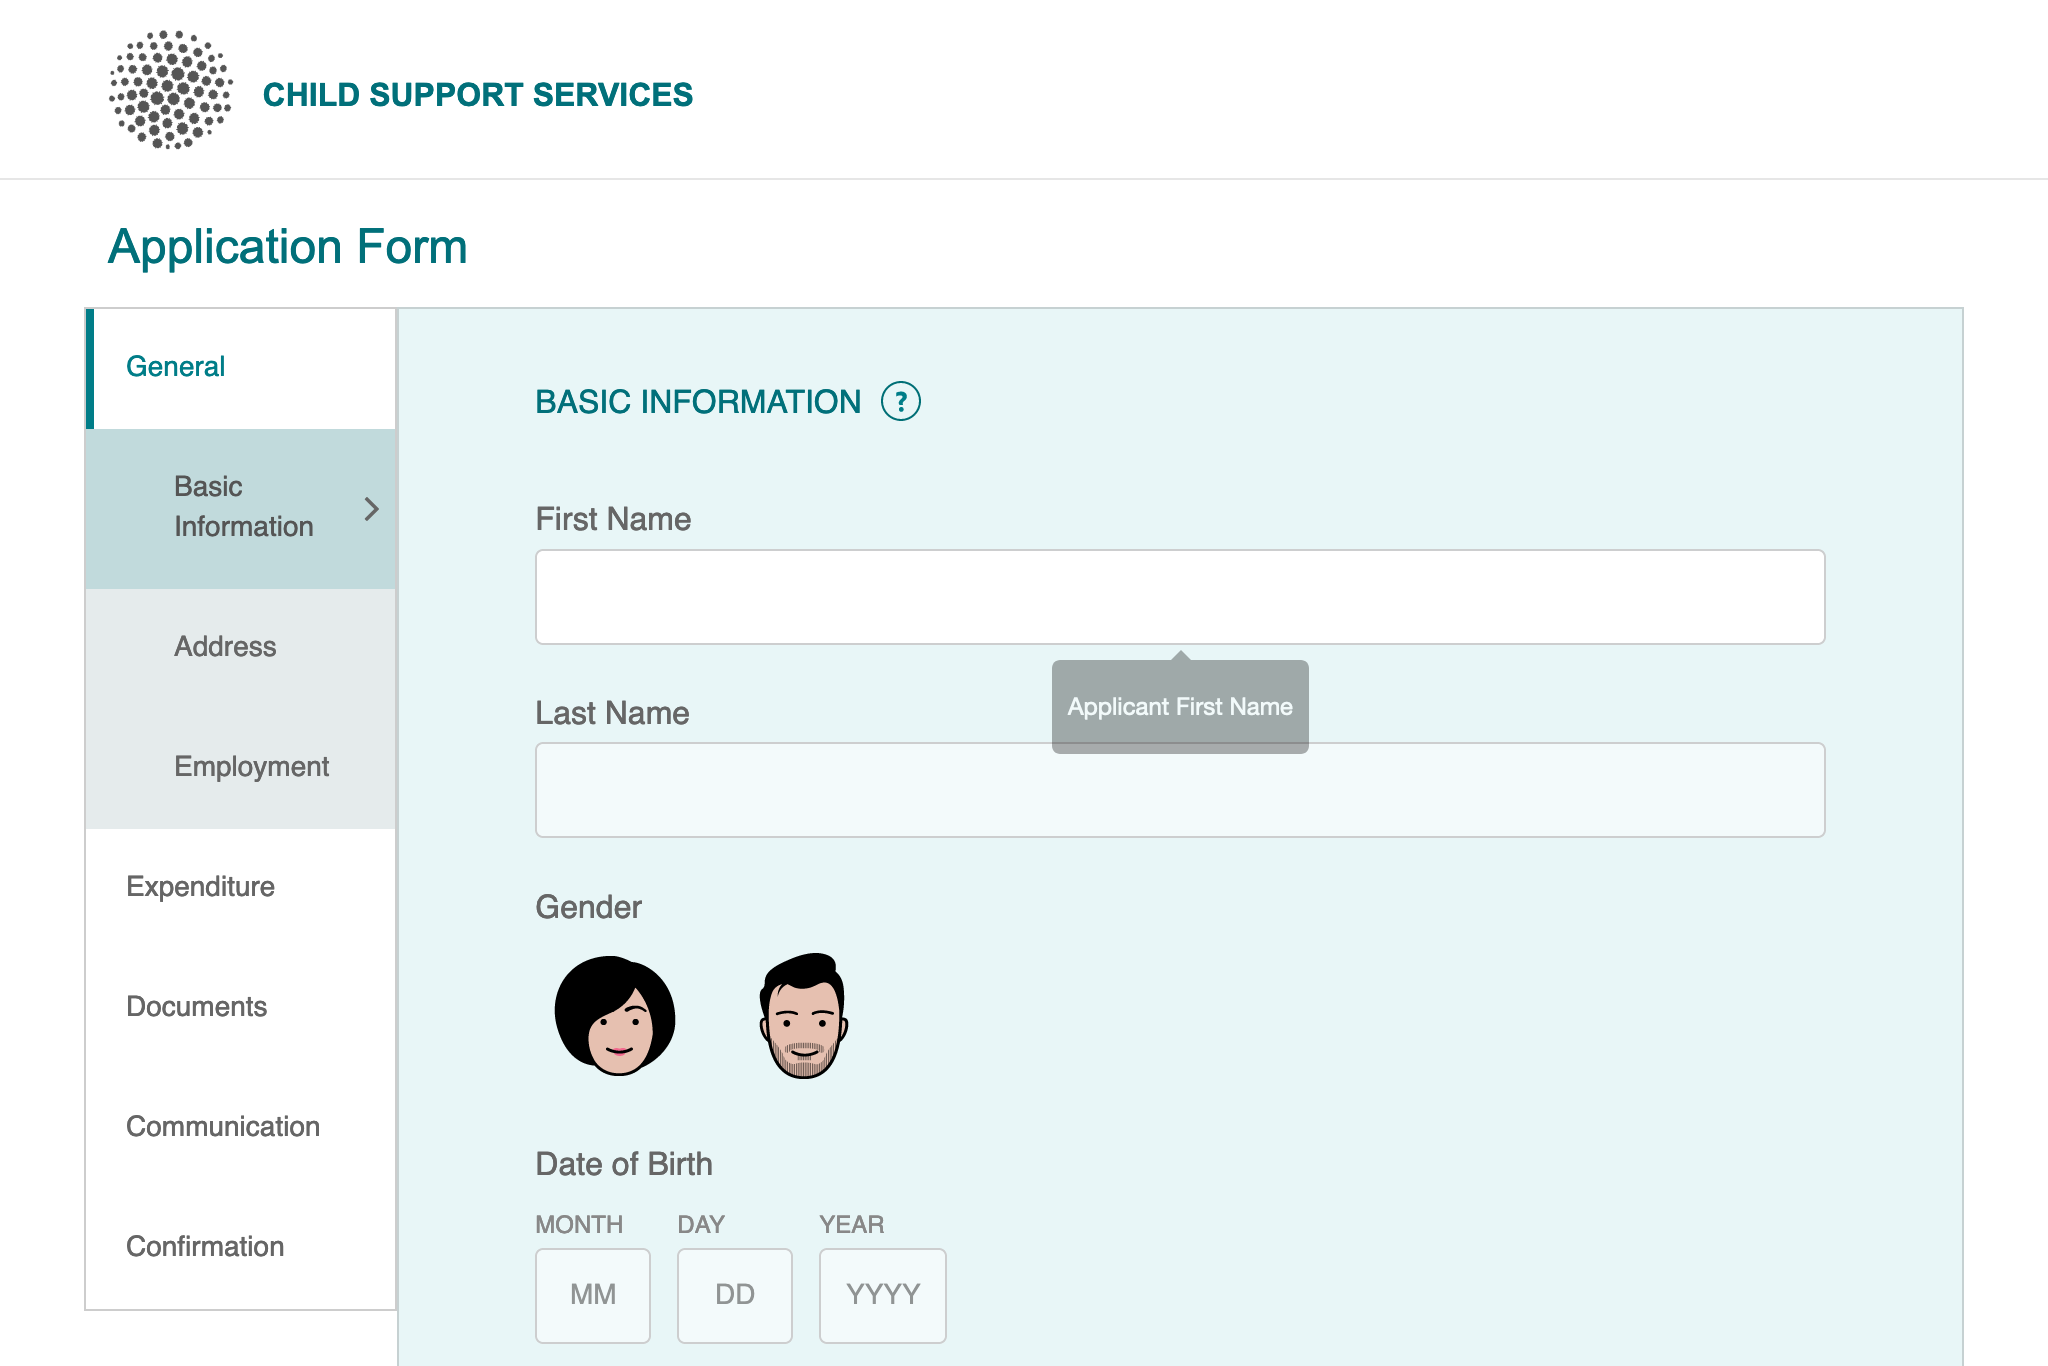 CHILD SUPPORT SERVICES
Application Form
General
Basic
Information
Address
Employment
Expenditure
Documents
Communication
Confirmation
BASIC INFORMATION ?
First Name
Applicant First Name
Last Name
Gender
Date of Birth
MONTH DAY YEAR
MM DD YYYY